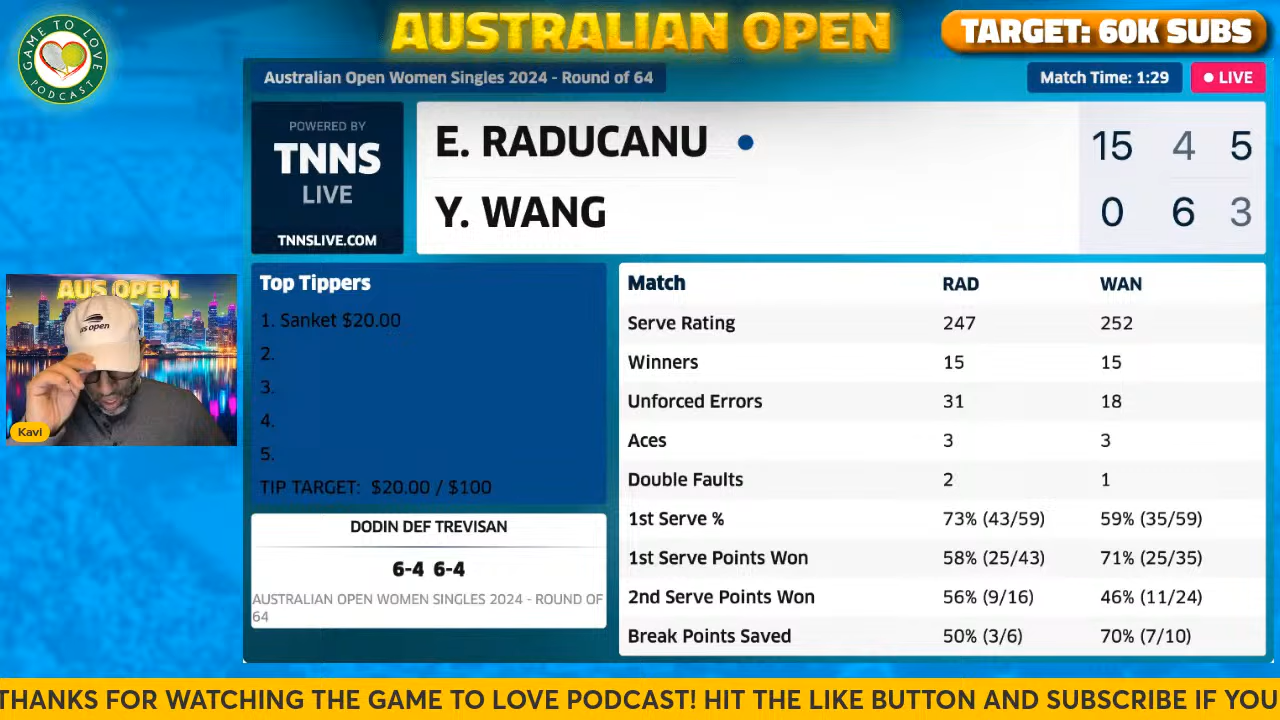 GAME TO LOVE
PODCAST
AUSTRALIAN OPEN
TARGET: 60K SUBS
Australian Open Women Singles 2024 - Round of 64
Match Time: 1:29
LIVE
POWERED BY
TNNS
LIVE
TNNSLIVE.COM
E. RADUCANU 15 4 5
Y. WANG 0 6 3
AUS OPEN
us open
Kavi
Top Tippers
1. Sanket $20.00
2.
3.
4.
5.
TIP TARGET: $20.00 / $100
DODIN DEF TREVISAN
6-4 6-4
AUSTRALIAN OPEN WOMEN SINGLES 2024 - ROUND OF
64
Match RAD WAN
Serve Rating 247 252
Winners 15 15
Unforced Errors 31 18
Aces 3 3
Double Faults 2 1
1st Serve % 73% (43/59) 59% (35/59)
1st Serve Points Won 58% (25/43) 71% (25/35)
2nd Serve Points Won 56% (9/16) 46% (11/24)
Break Points Saved 50% (3/6) 70% (7/10)
THANKS FOR WATCHING THE GAME TO LOVE PODCAST! HIT THE LIKE BUTTON AND SUBSCRIBE IF YOU